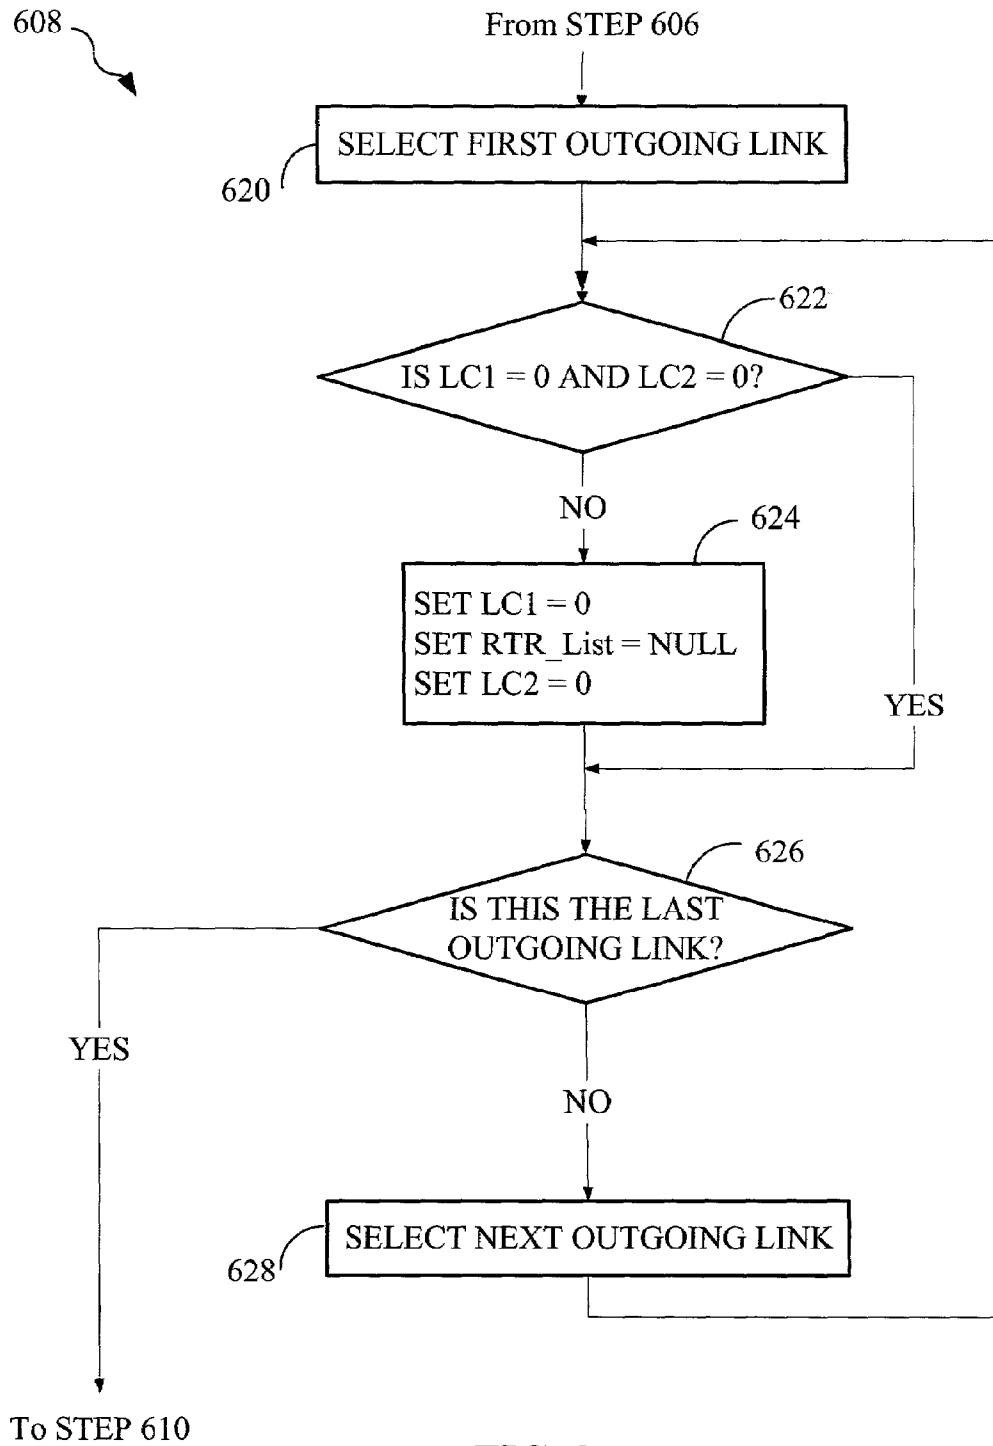 608
From STEP 606
SELECT FIRST OUTGOING LINK
620
622
IS LC1 = 0 AND LC2 = 0?
NO
624
SET LC1 = 0
SET RTR_List = NULL
SET LC2 = 0
YES
626
IS THIS THE LAST
OUTGOING LINK?
YES
NO
SELECT NEXT OUTGOING LINK
628
To STEP 610